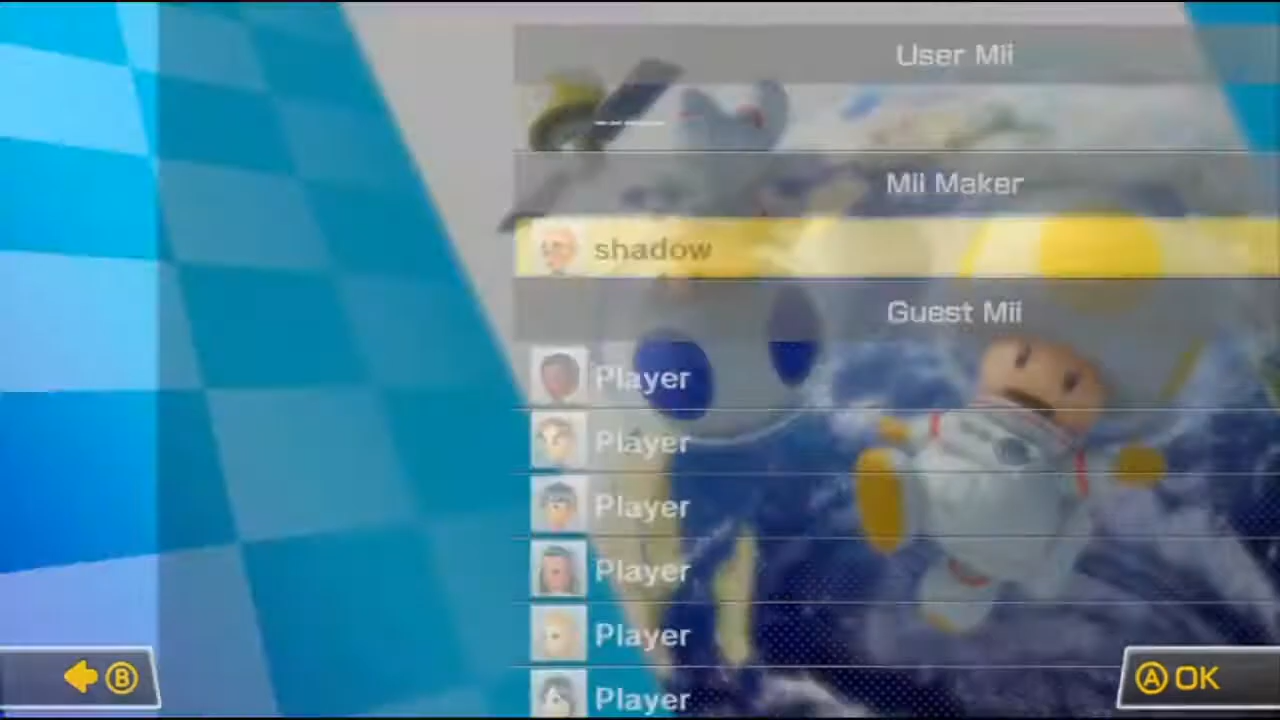 User Mii
------
Mii Maker
shadow
Guest Mii
Player
Player
Player
Player
Player
Player
B
A OK